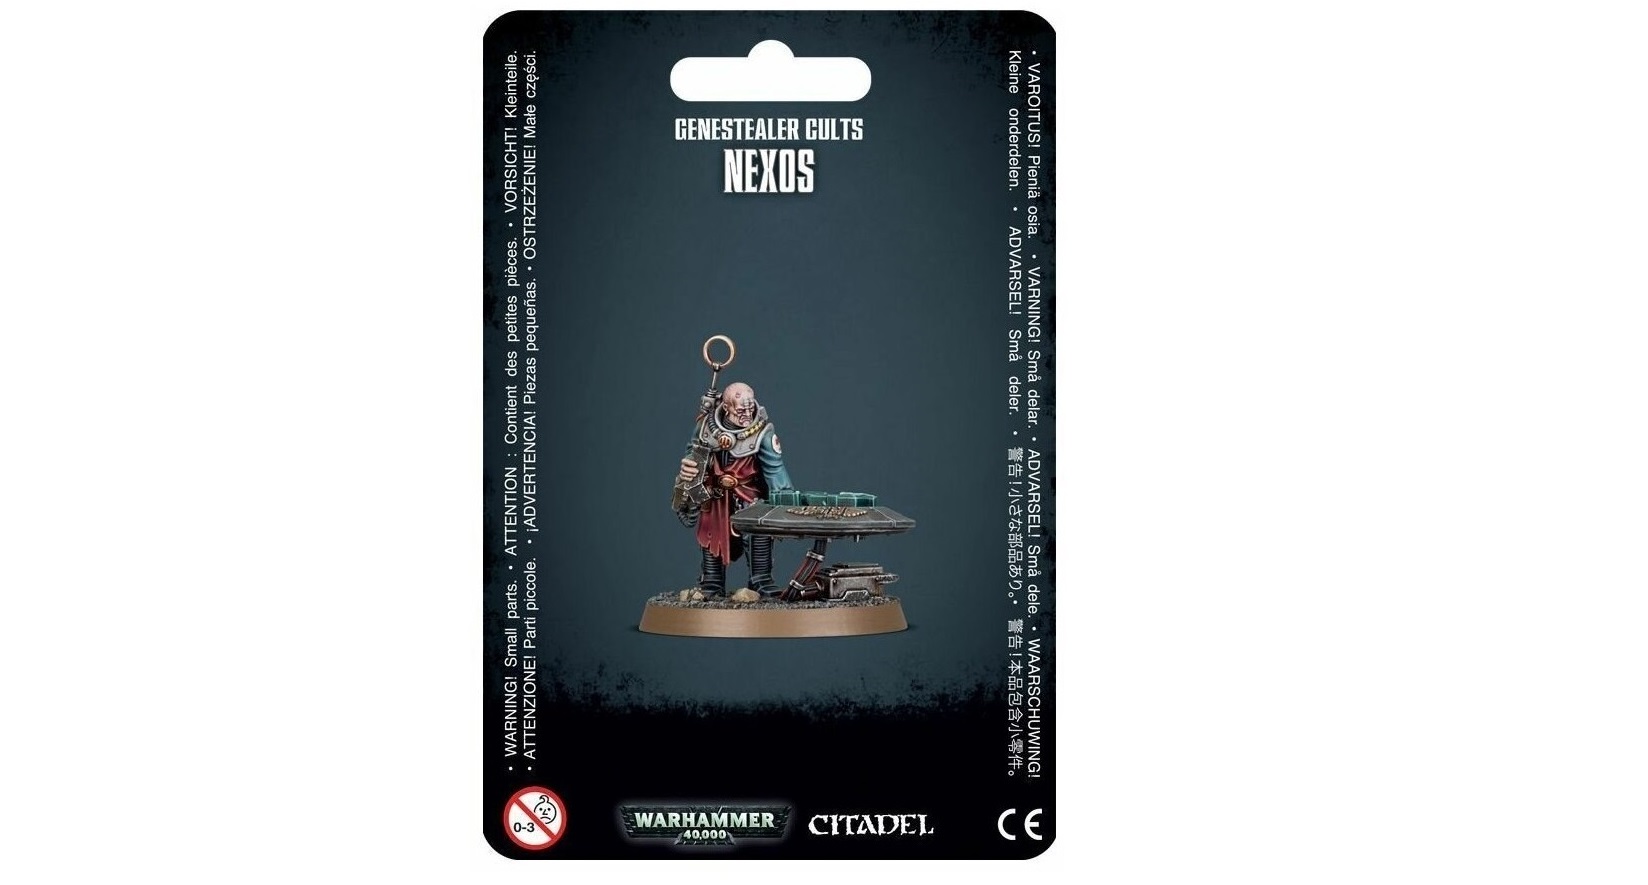 GENESTEALER CULTS
NEXOS
• WARNING! Small parts. • ATTENTION : Contient des petites pièces. • VORSICHT! Kleinteile.
• ATTENZIONE! Parti piccole. • ¡ADVERTENCIA! Piezas pequeñas. • OSTRZEŻENIE! Małe części.
• VAROITUS! Pieniä osia. • VARNING! Små delar. • ADVARSEL! Små dele. • WAARSCHUWING!
Kleine onderdelen. • ADVARSEL! Små deler. • 警告!小さな部品あり。• 警告!本品包含小零件。
0-3
WARHAMMER
40,000
CITADEL
CE